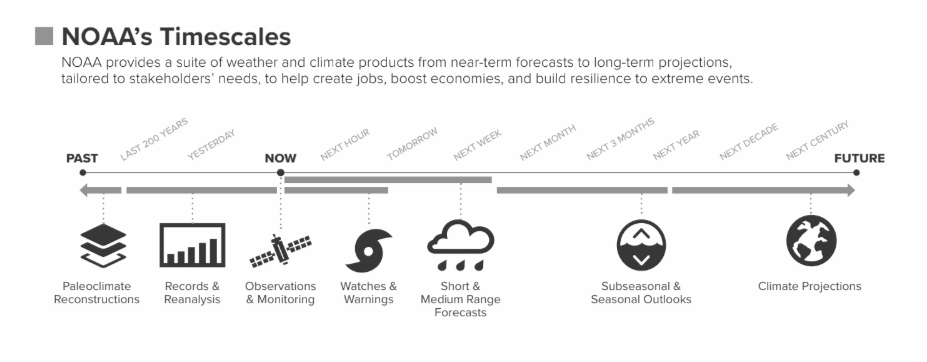 NOAA's Timescales
NOAA provides a suite of weather and climate products from near-term forecasts to long-term projections,
tailored to stakeholders' needs, to help create jobs, boost economies, and build resilience to extreme events.
PAST
LAST 200 YEARS
YESTERDAY
NOW
NEXT HOUR
TOMORROW
NEXT WEEK
NEXT MONTH
NEXT 3 MONTHS
NEXT YEAR
NEXT DECADE
NEXT CENTURY
FUTURE
Paleoclimate
Reconstructions
Records &
Reanalysis
Observations
& Monitoring
Watches &
Warnings
Short &
Medium Range
Forecasts
Subseasonal &
Seasonal Outlooks
Climate Projections